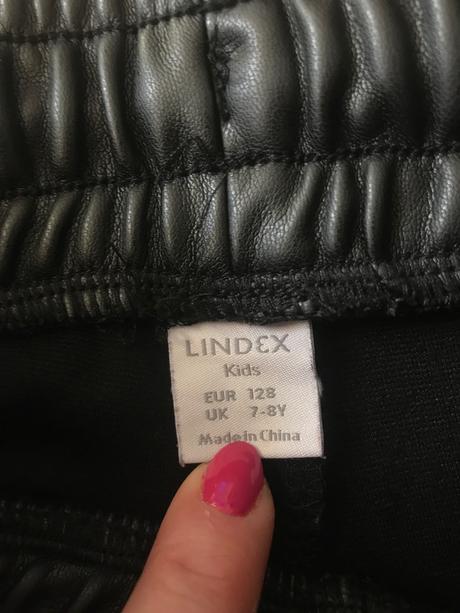 LINDEX
Kids
EUR 128
UK 7-8Y
Made in China